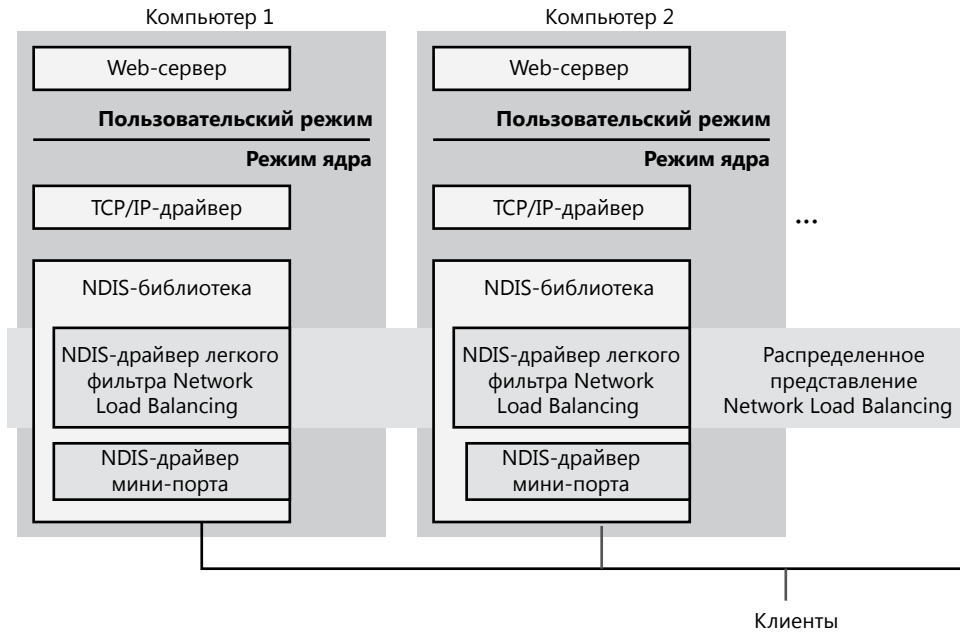 Компьютер 1
Web-сервер
Пользовательский режим
Режим ядра
TCP/IP-драйвер
NDIS-библиотека
NDIS-драйвер легкого
фильтра Network
Load Balancing
NDIS-драйвер
мини-порта
Компьютер 2
Web-сервер
Пользовательский режим
Режим ядра
TCP/IP-драйвер
NDIS-библиотека
NDIS-драйвер легкого
фильтра Network
Load Balancing
NDIS-драйвер
мини-порта
...
Распределенное
представление
Network Load Balancing
Клиенты